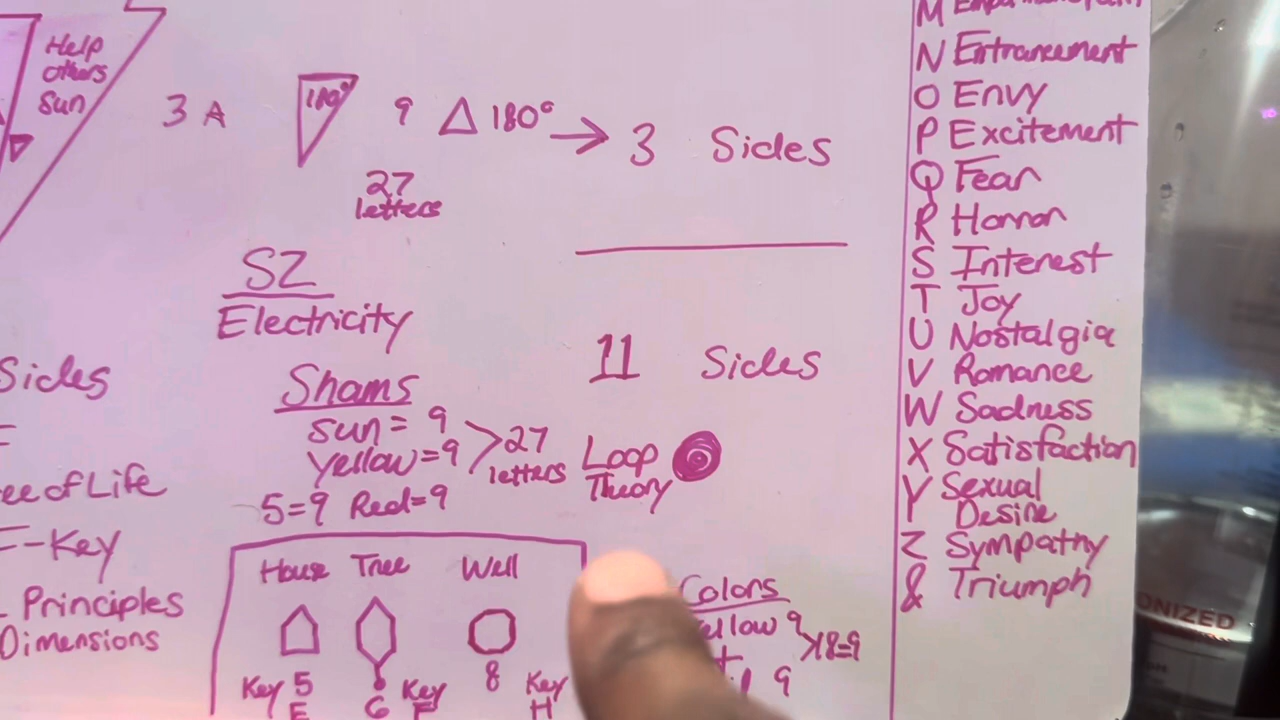 Help
others
Sun
3 A
180°
9 △ 180° → 3 Sides
27
letters
SZ
Electricity
11 Sides
Shams
sun = 9
yellow=9 >27
letters
5=9 Red=9
Loop
Theory
House Tree Well
Key 5
E
6 Key
F
8 Key
H
Sides
ee of Life
-Key
Principles
Dimensions
Colors
ellow 9
>18=9
9
M
N Entrancement
O Envy
P Excitement
Q Fear
R Horror
S Interest
T Joy
U Nostalgia
V Romance
W Sadness
X Satisfaction
Y Sexual
Desire
Z Sympathy
& Triumph
ONIZED